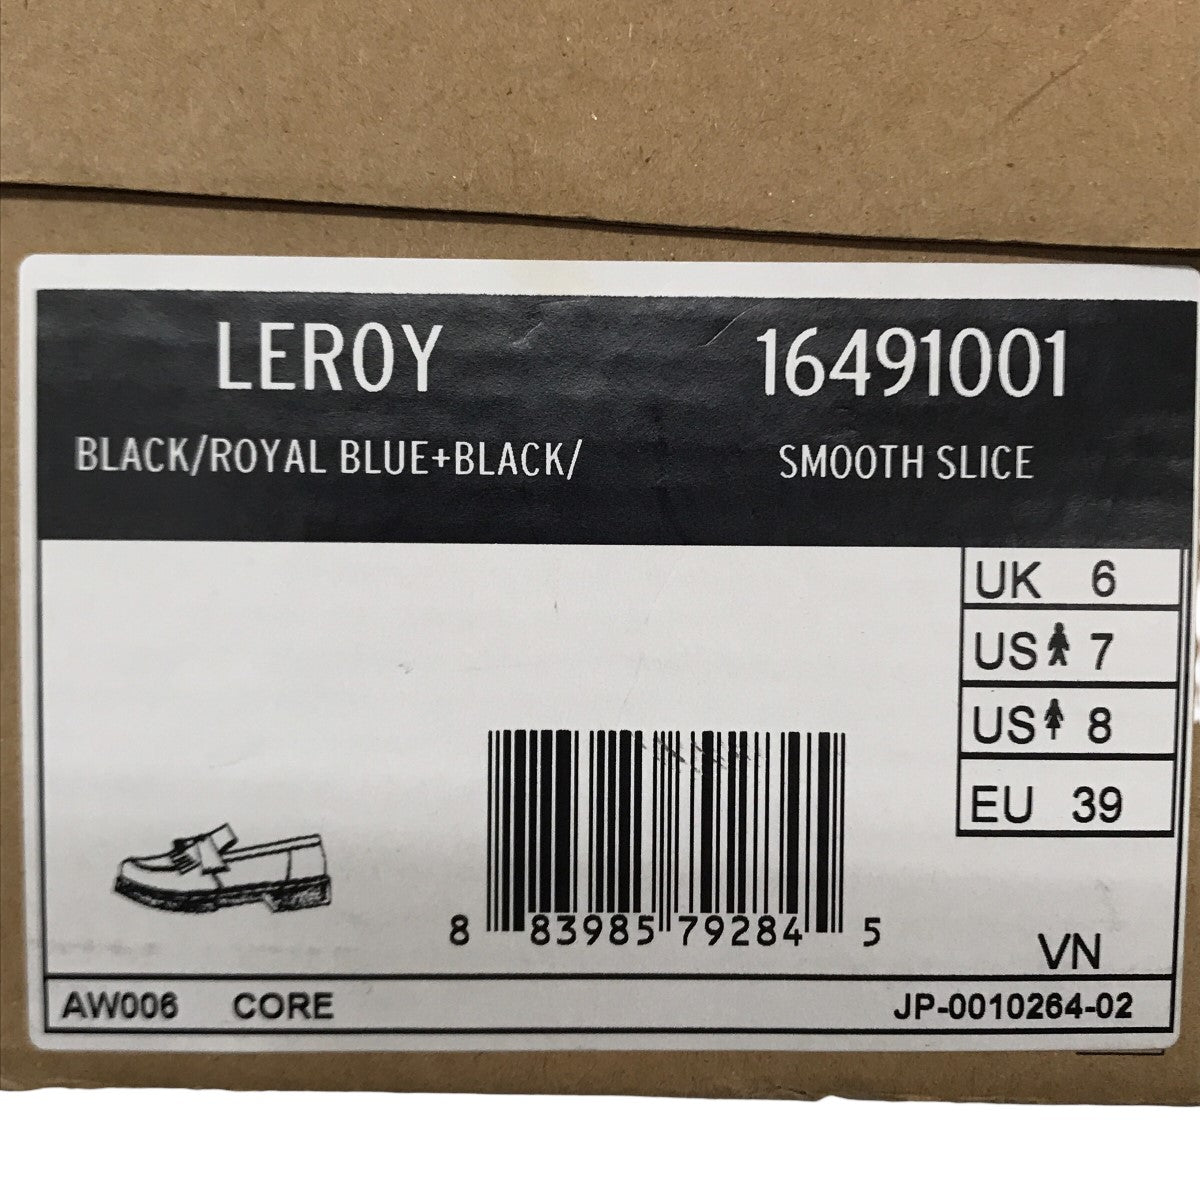 LEROY 16491001
BLACK/ROYAL BLUE+BLACK/ SMOOTH SLICE
UK 6
US 7
US 8
EU 39
8 83985 79284 5
VN
AW006 CORE JP-0010264-02